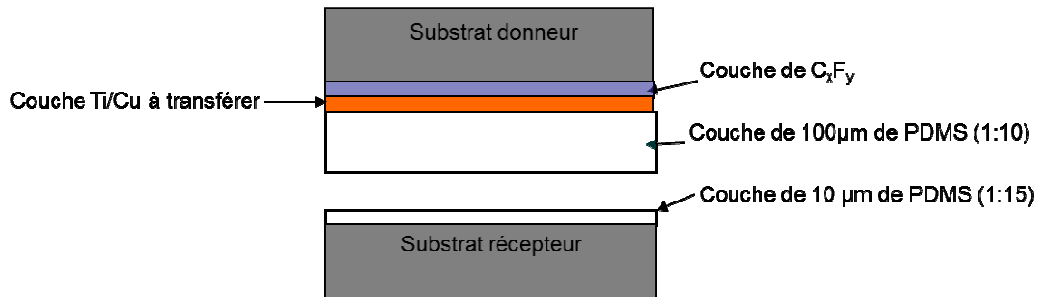 Substrat donneur
Couche de CxFy
Couche Ti/Cu à transférer
Couche de 100µm de PDMS (1:10)
Couche de 10 µm de PDMS (1:15)
Substrat récepteur